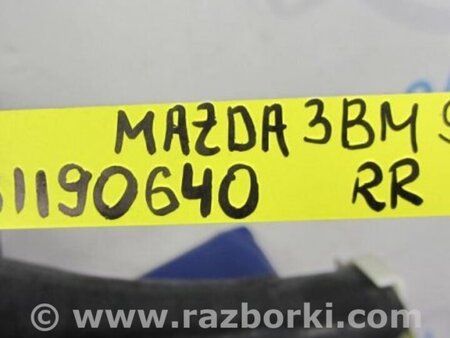 MAZDA 3BM
1190640 RR
© www.razborki.com